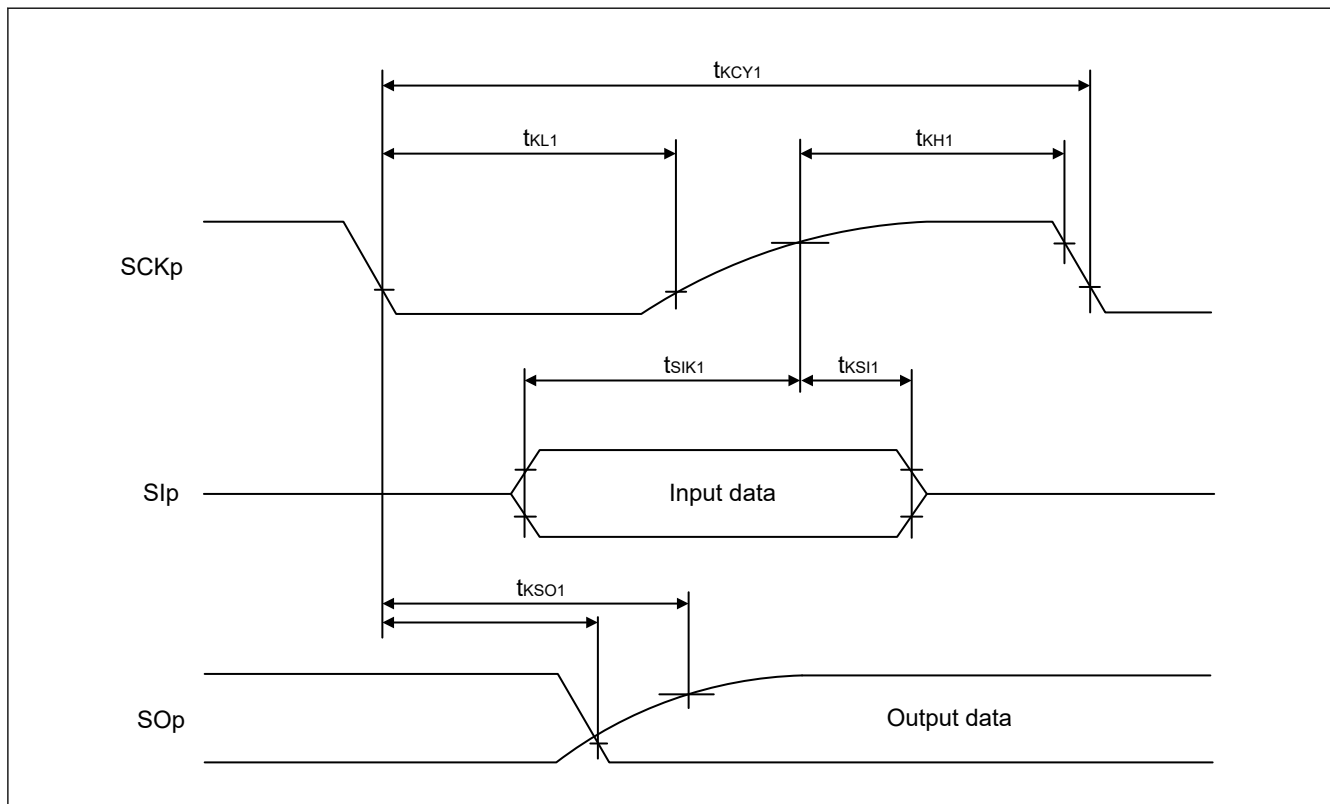 tKCY1
tKL1
tKH1
SCKp
tSIK1
tKSI1
SIp
Input data
tKSO1
SOp
Output data